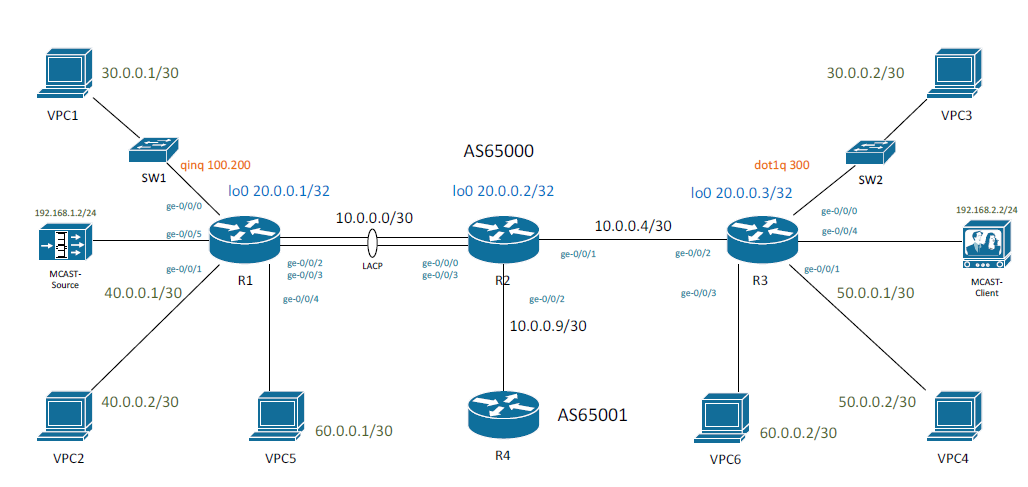 30.0.0.1/30
30.0.0.2/30
VPC1
VPC3
AS65000
qinq 100.200
dot1q 300
SW1
SW2
lo0 20.0.0.1/32
lo0 20.0.0.2/32
lo0 20.0.0.3/32
192.168.1.2/24
ge-0/0/0
ge-0/0/0
192.168.2.2/24
10.0.0.0/30
10.0.0.4/30
ge-0/0/5
ge-0/0/4
MCAST-
Source
ge-0/0/1
R1
LACP
ge-0/0/2
ge-0/0/3
ge-0/0/0
ge-0/0/3
R2
ge-0/0/1
ge-0/0/2
R3
ge-0/0/1
MCAST-
Client
40.0.0.1/30
ge-0/0/4
ge-0/0/2
10.0.0.9/30
ge-0/0/3
50.0.0.1/30
40.0.0.2/30
60.0.0.1/30
AS65001
50.0.0.2/30
60.0.0.2/30
VPC2
VPC5
R4
VPC6
VPC4